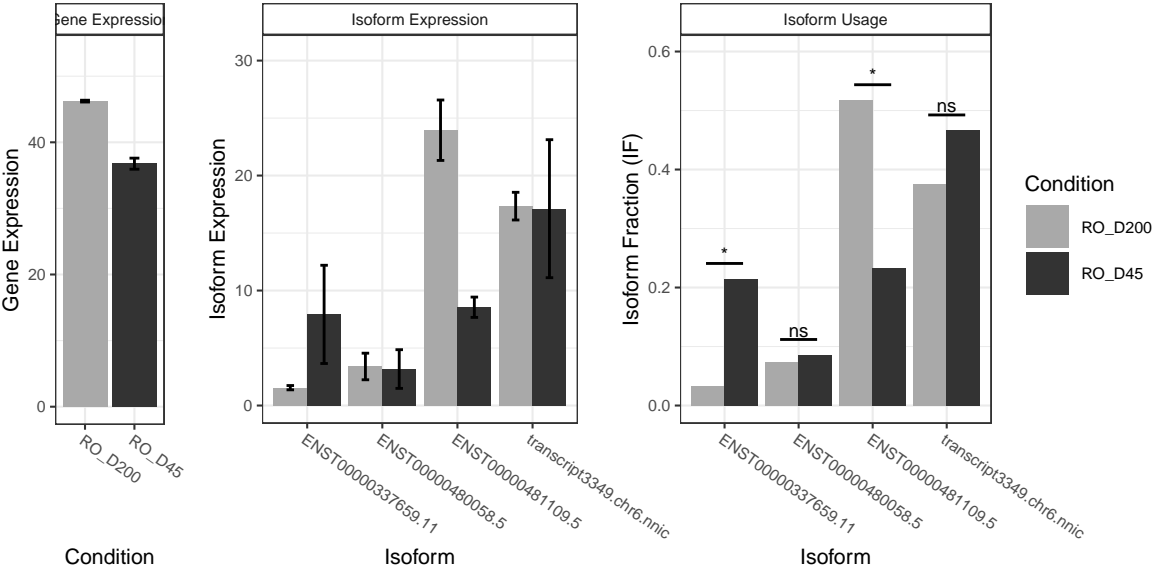 Gene Expression
Gene Expression
40
20
0
RO_D200
RO_D45
Condition
Isoform Expression
Isoform Expression
30
20
10
0
ENST00000337659.11
ENST00000480058.5
ENST00000481109.5
transcript3349.chr6.nnic
Isoform
Isoform Usage
Isoform Fraction (IF)
0.6
0.4
0.2
0.0
*
ns
*
ns
ENST00000337659.11
ENST00000480058.5
ENST00000481109.5
transcript3349.chr6.nnic
Isoform
Condition
RO_D200
RO_D45